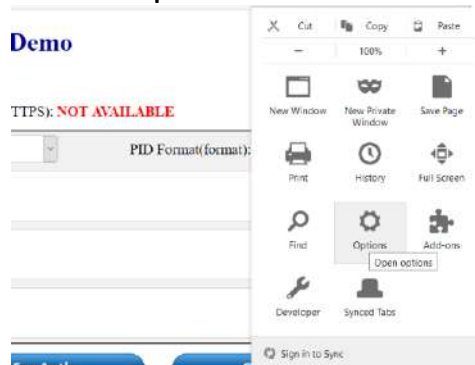 Cut Copy Paste
Demo
− 100% +
New Window New Private Window Save Page
TTPS): NOT AVAILABLE
PID Format(format):
Print History Full Screen
Find Options Add-ons
Open options
Developer Synced Tabs
Sign in to Sync